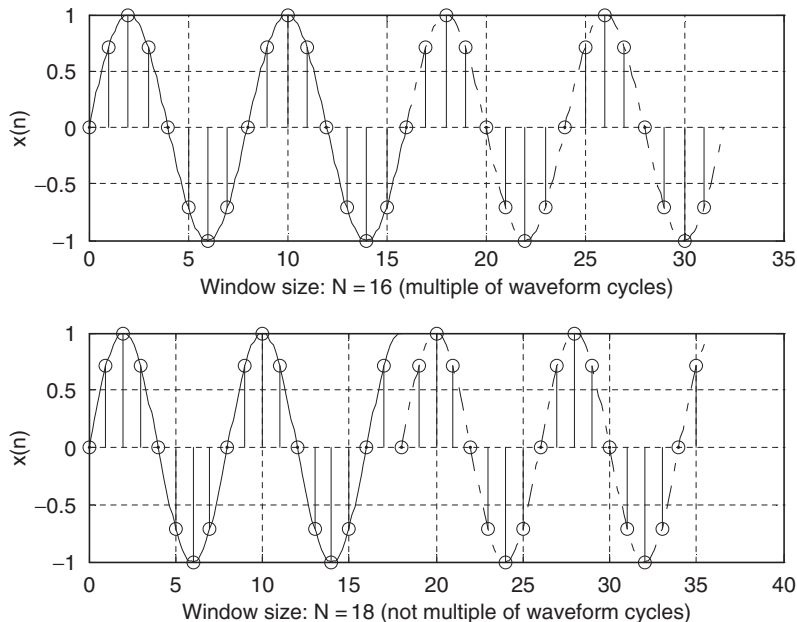 1
0.5
x(n)
0
−0.5
−1
0 5 10 15 20 25 30 35
Window size: N = 16 (multiple of waveform cycles)
1
0.5
x(n)
0
−0.5
−1
0 5 10 15 20 25 30 35 40
Window size: N = 18 (not multiple of waveform cycles)